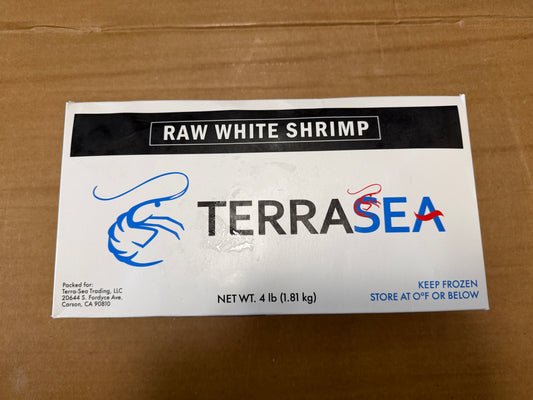 RAW WHITE SHRIMP
TERRASEA
Packed for:
Terra-Sea Trading, LLC
20644 S. Fordyce Ave.
Carson, CA 90810
NET WT. 4 lb (1.81 kg)
KEEP FROZEN
STORE AT 0°F OR BELOW